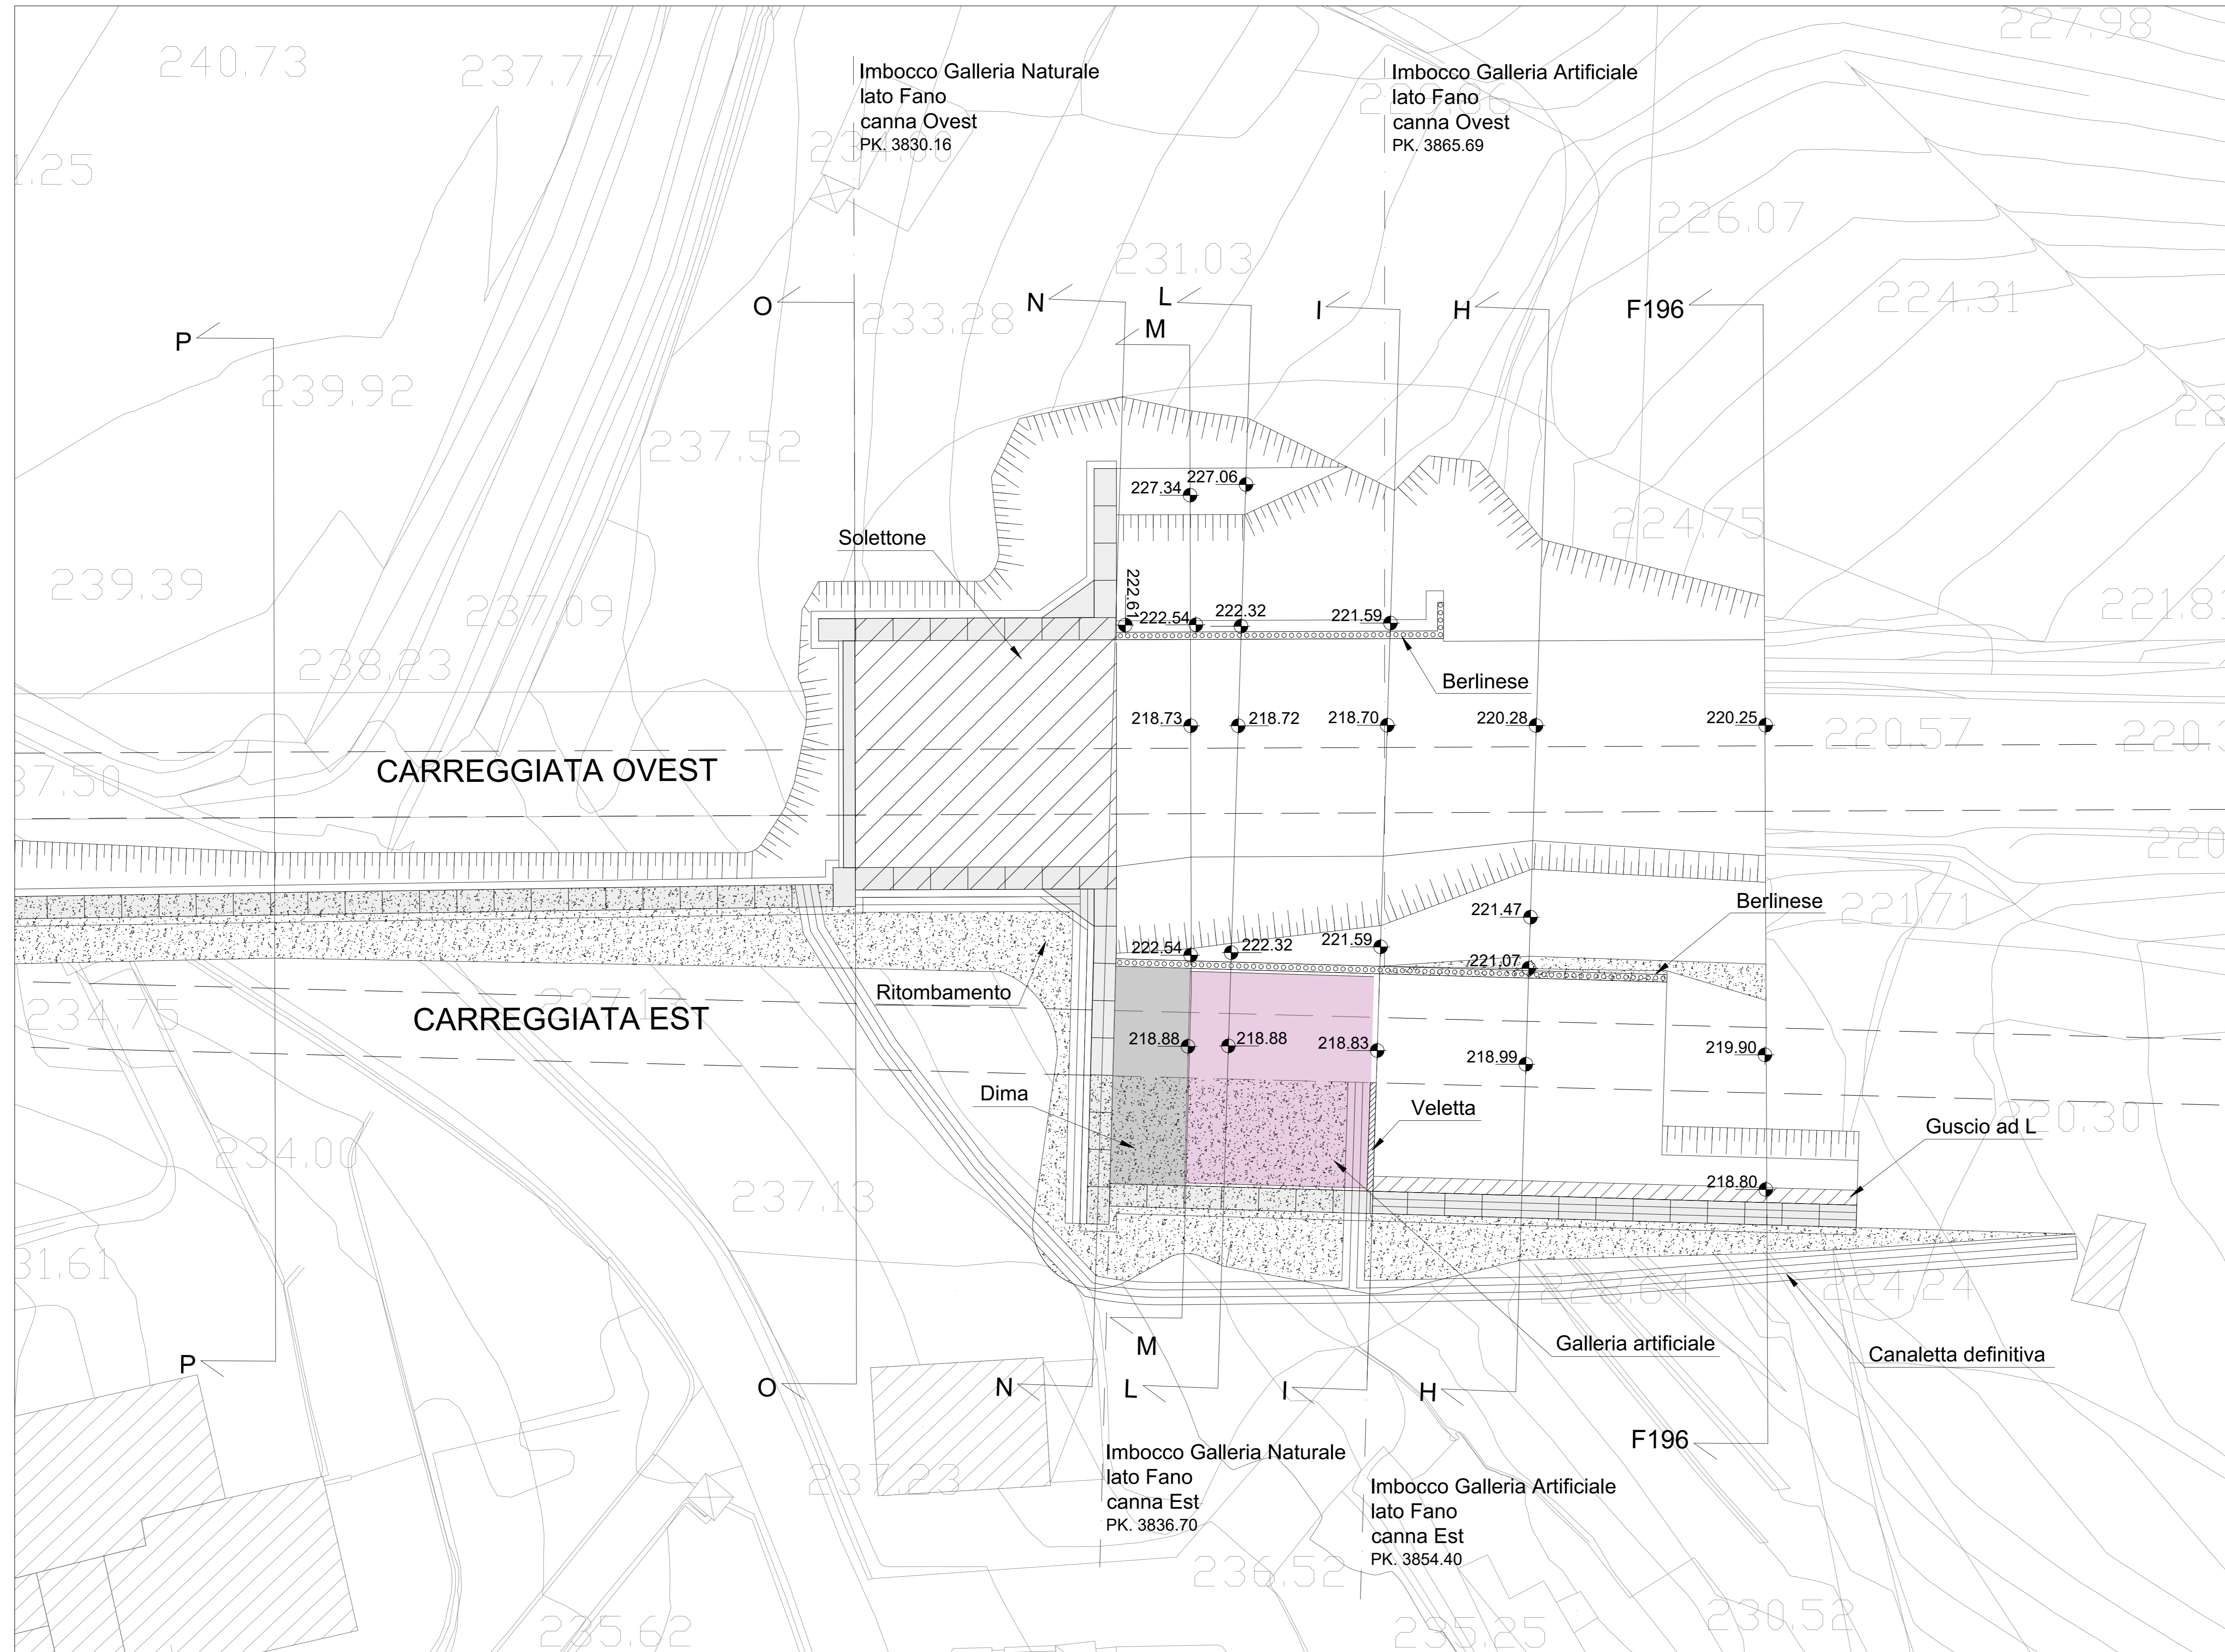 240.73
237.77
227.98
Imbocco Galleria Naturale
lato Fano
canna Ovest
PK. 3830.16
Imbocco Galleria Artificiale
lato Fano
canna Ovest
PK. 3865.69
226.07
231.03
224.31
233.28
P
O
N
L
M
I
H
F196
239.92
237.52
227.34
227.06
224.75
Solettone
239.39
237.09
222.61
222.54
222.32
221.59
238.23
Berlinese
218.73
218.72
218.70
220.28
220.25
220.57
CARREGGIATA OVEST
221.47
Berlinese
221.71
222.54
222.32
221.59
221.07
Ritombamento
237.13
234.75
CARREGGIATA EST
218.88
218.88
218.83
218.99
219.90
Dima
Veletta
220.30
Guscio ad L
234.00
237.13
218.80
228.64
224.24
Galleria artificiale
Canaletta definitiva
P
O
N
M
L
I
H
F196
Imbocco Galleria Naturale
lato Fano
canna Est
PK. 3836.70
Imbocco Galleria Artificiale
lato Fano
canna Est
PK. 3854.40
237.23
236.52
235.62
235.25
230.52